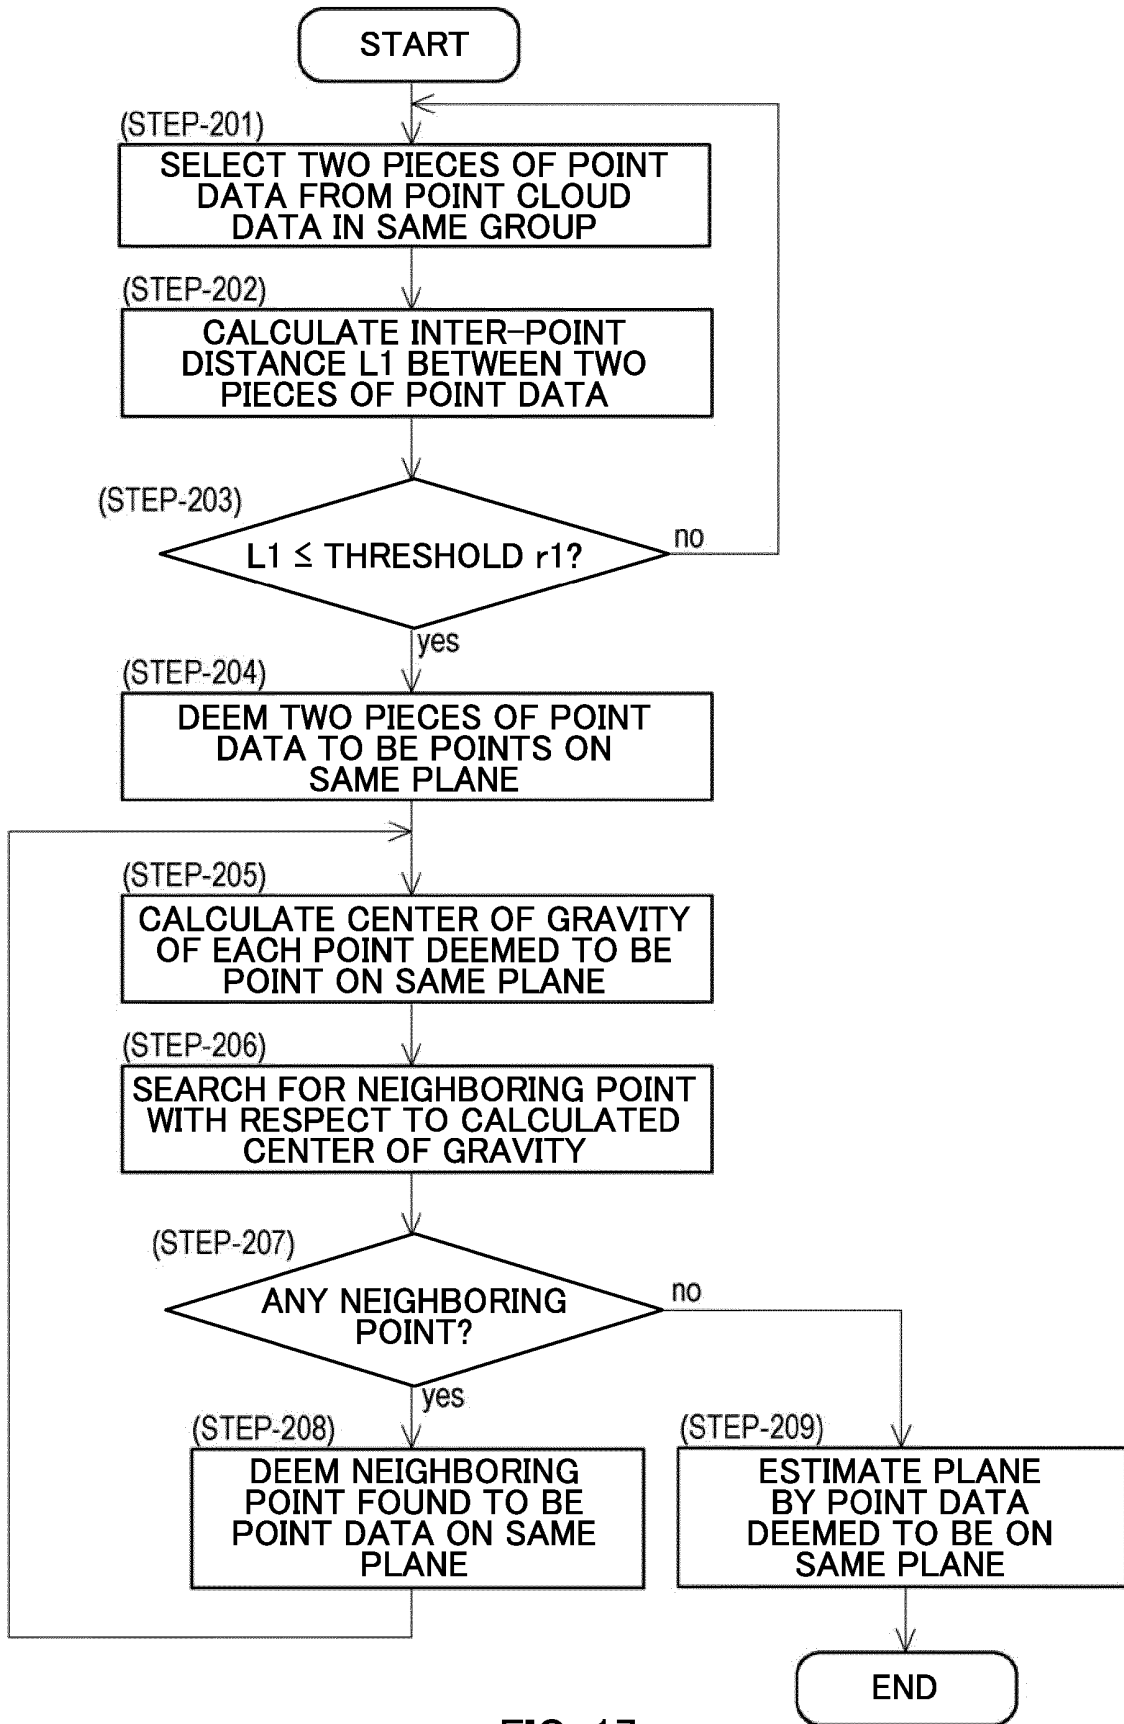 START
(STEP-201)
SELECT TWO PIECES OF POINT
DATA FROM POINT CLOUD
DATA IN SAME GROUP
(STEP-202)
CALCULATE INTER-POINT
DISTANCE L1 BETWEEN TWO
PIECES OF POINT DATA
(STEP-203)
L1 ≤ THRESHOLD r1?
no
yes
(STEP-204)
DEEM TWO PIECES OF POINT
DATA TO BE POINTS ON
SAME PLANE
(STEP-205)
CALCULATE CENTER OF GRAVITY
OF EACH POINT DEEMED TO BE
POINT ON SAME PLANE
(STEP-206)
SEARCH FOR NEIGHBORING POINT
WITH RESPECT TO CALCULATED
CENTER OF GRAVITY
(STEP-207)
ANY NEIGHBORING
POINT?
no
yes
(STEP-208)
DEEM NEIGHBORING
POINT FOUND TO BE
POINT DATA ON SAME
PLANE
(STEP-209)
ESTIMATE PLANE
BY POINT DATA
DEEMED TO BE ON
SAME PLANE
END